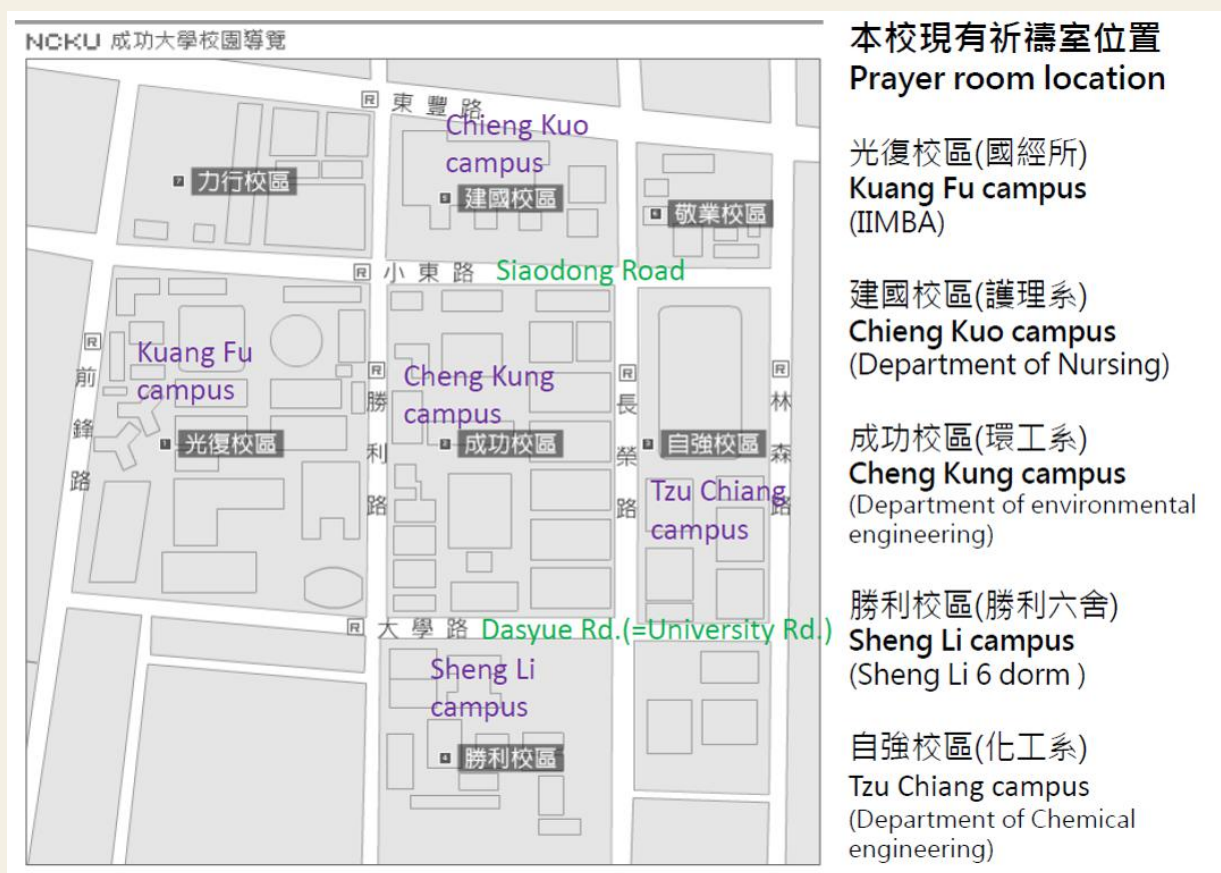 NCKU 成功大學校園導覽
東豐路
Chieng Kuo
campus
7 力行校區
5 建國校區
6 敬業校區
小東路 Siaodong Road
前鋒路
Kuang Fu
campus
1 光復校區
勝利路
Cheng Kung
campus
2 成功校區
長榮路
3 自強校區
Tzu Chiang
campus
林森路
大學路 Dasyue Rd.(=University Rd.)
Sheng Li
campus
4 勝利校區
R
R
R
R
R
R
R
本校現有祈禱室位置
Prayer room location
光復校區(國經所)
Kuang Fu campus
(IIMBA)
建國校區(護理系)
Chieng Kuo campus
(Department of Nursing)
成功校區(環工系)
Cheng Kung campus
(Department of environmental
engineering)
勝利校區(勝利六舍)
Sheng Li campus
(Sheng Li 6 dorm )
自強校區(化工系)
Tzu Chiang campus
(Department of Chemical
engineering)